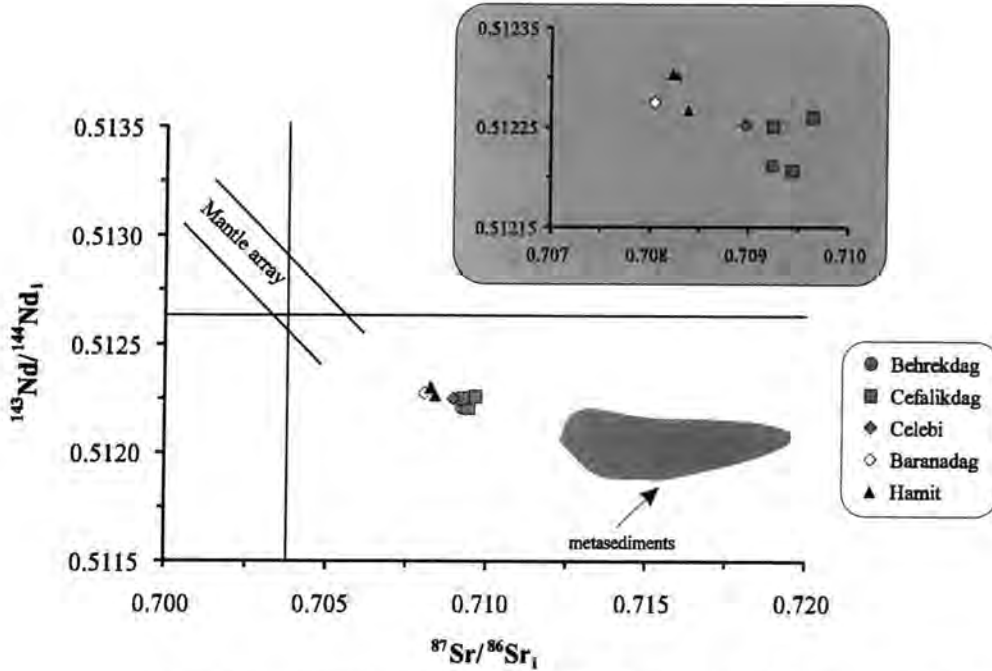 0.51235
0.51225
0.51215
0.707
0.708
0.709
0.710
0.5135
0.5130
0.5125
0.5120
0.5115
¹⁴³Nd/¹⁴⁴Ndᵢ
Mantle array
metasediments
Behrekdag
Cefalikdag
Celebi
Baranadag
Hamit
0.700
0.705
0.710
0.715
0.720
⁸⁷Sr/⁸⁶Srᵢ